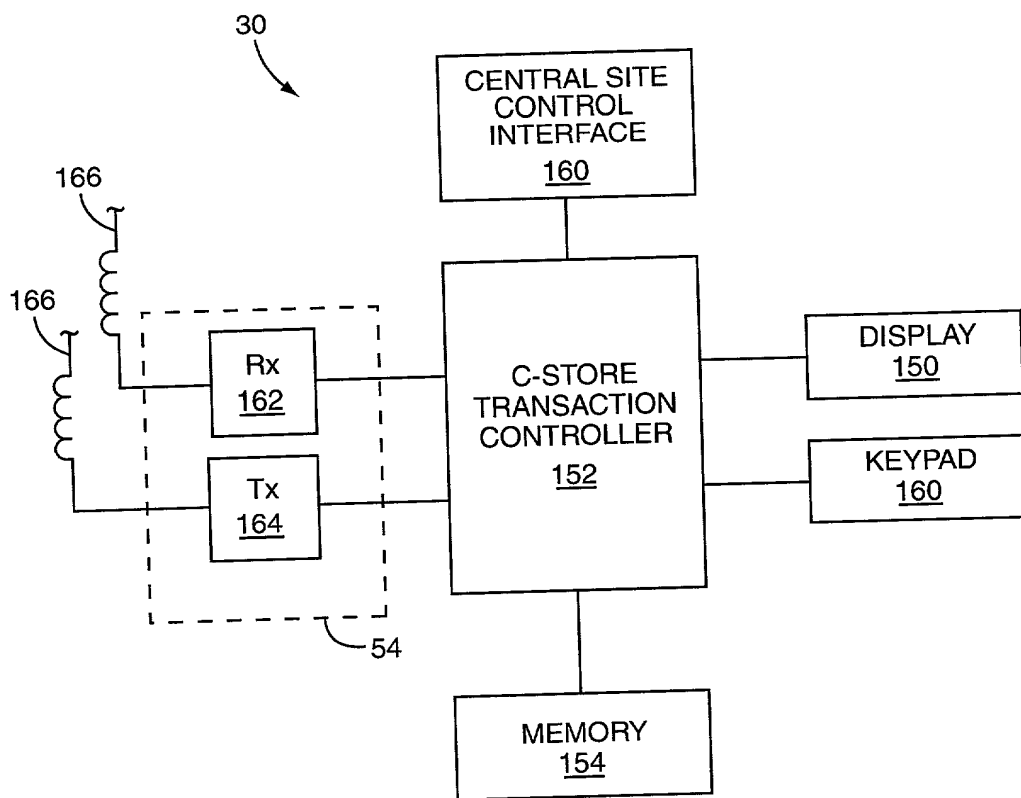 30
CENTRAL SITE
CONTROL
INTERFACE
160
166
166
Rx
162
Tx
164
54
C-STORE
TRANSACTION
CONTROLLER
152
DISPLAY
150
KEYPAD
160
MEMORY
154